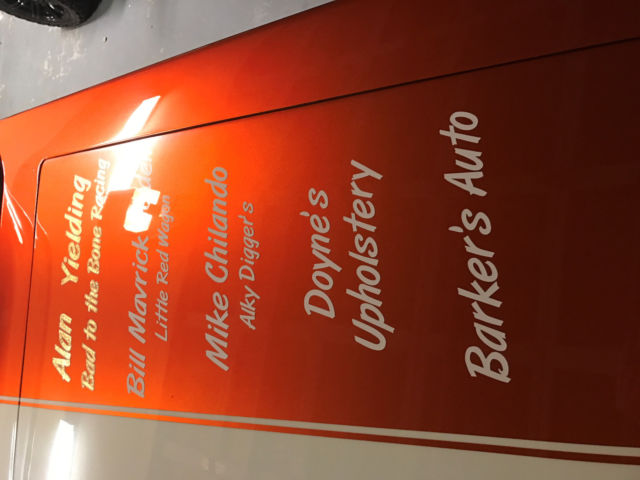 Alan Yielding
Bad to the Bone Racing
Bill Mavrick
Little Red Wagon
Mike Chilando
Alky Digger's
Doyne's
Upholstery
Barker's Auto